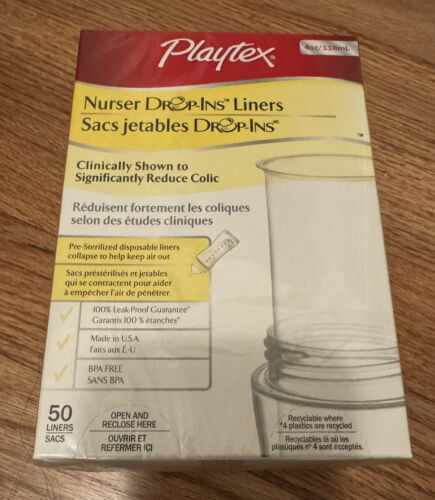 Playtex®
4oz/118mL
Nurser DROP-INS™ Liners
Sacs jetables DROP-INS MC
™
Clinically Shown to
Significantly Reduce Colic
Réduisent fortement les coliques
selon des études cliniques
Pre-Sterilized disposable liners
collapse to help keep air out
Sacs préstérilisés et jetables
qui se contractent pour aider
à empêcher l'air de pénétrer
100% Leak-Proof Guarantee*
Garantis 100 % étanches*
Made in U.S.A.
Faits aux É.-U.
BPA FREE
SANS BPA
50
LINERS
SACS
OPEN AND
RECLOSE HERE
OUVRIR ET
REFERMER ICI
Recyclable where
#4 plastics are recycled
Recyclables là où les
plastiques n° 4 sont acceptés.